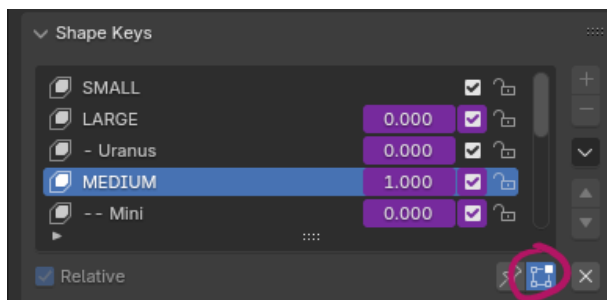 Shape Keys
SMALL
LARGE 0.000
- Uranus 0.000
MEDIUM 1.000
-- Mini 0.000
Relative